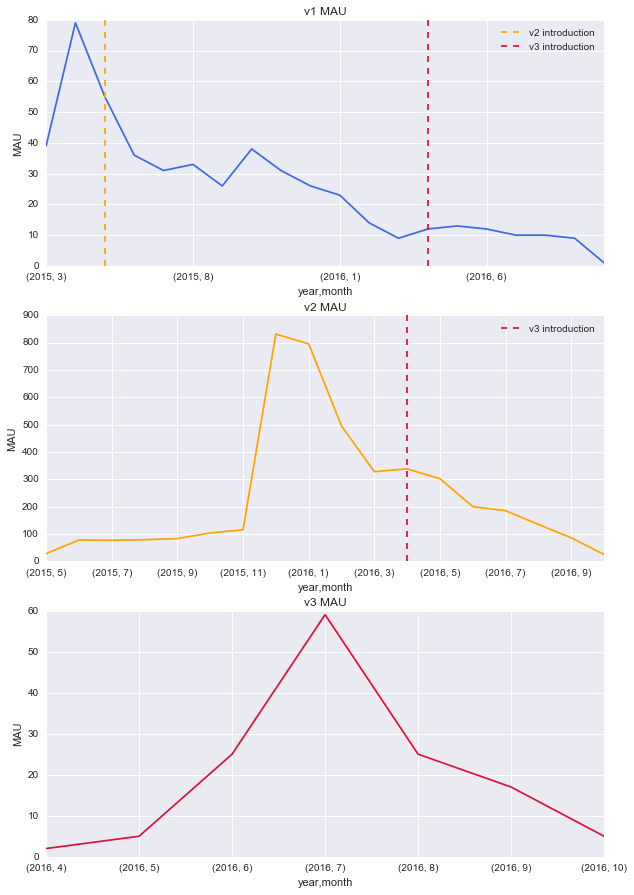 v1 MAU
80
70
60
50
40
30
20
10
0
MAU
v2 introduction
v3 introduction
(2015, 3) (2015, 8) (2016, 1) (2016, 6)
year,month
v2 MAU
900
800
700
600
500
400
300
200
100
0
MAU
v3 introduction
(2015, 5) (2015, 7) (2015, 9) (2015, 11) (2016, 1) (2016, 3) (2016, 5) (2016, 7) (2016, 9)
year,month
v3 MAU
60
50
40
30
20
10
0
MAU
(2016, 4) (2016, 5) (2016, 6) (2016, 7) (2016, 8) (2016, 9) (2016, 10)
year,month